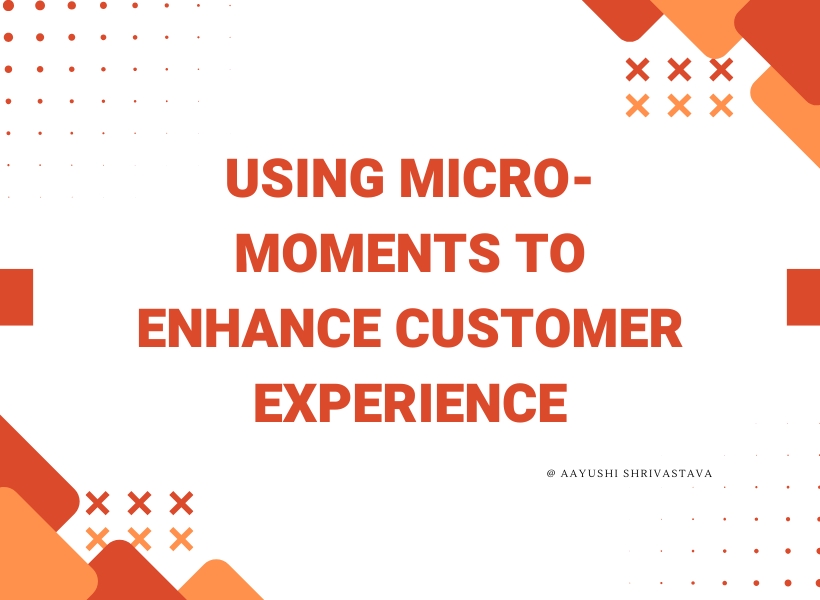 USING MICRO-
MOMENTS TO
ENHANCE CUSTOMER
EXPERIENCE
@ AAYUSHI SHRIVASTAVA